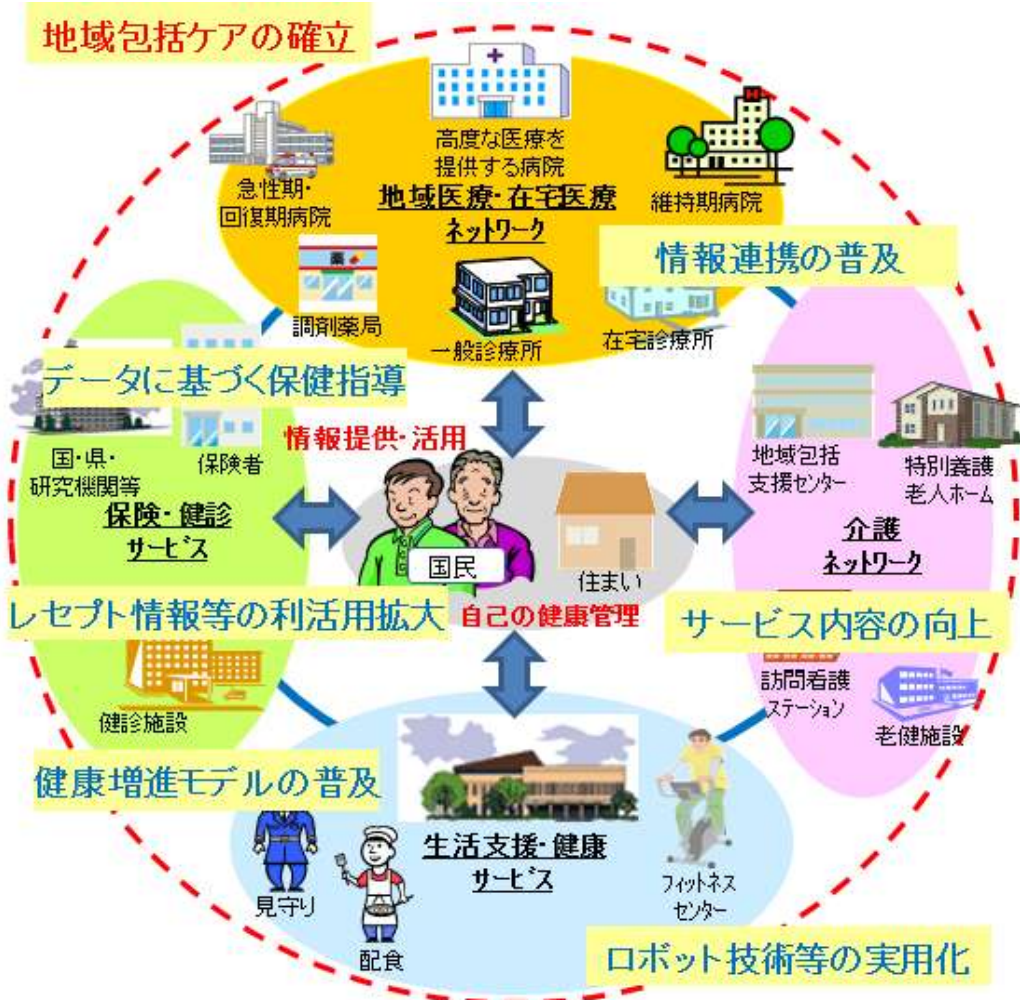 地域包括ケアの確立
高度な医療を
提供する病院
急性期・
回復期病院
地域医療・在宅医療
ネットワーク
維持期病院
情報連携の普及
薬
調剤薬局
一般診療所
在宅診療所
データに基づく保健指導
国・県・
研究機関等
保険者
情報提供・活用
地域包括
支援センター
特別養護
老人ホーム
保険・健診
サービス
国民
住まい
介護
ネットワーク
レセプト情報等の利活用拡大
自己の健康管理
サービス内容の向上
健診施設
訪問看護
ステーション
老健施設
健康増進モデルの普及
生活支援・健康
サービス
見守り
配食
フィットネス
センター
ロボット技術等の実用化